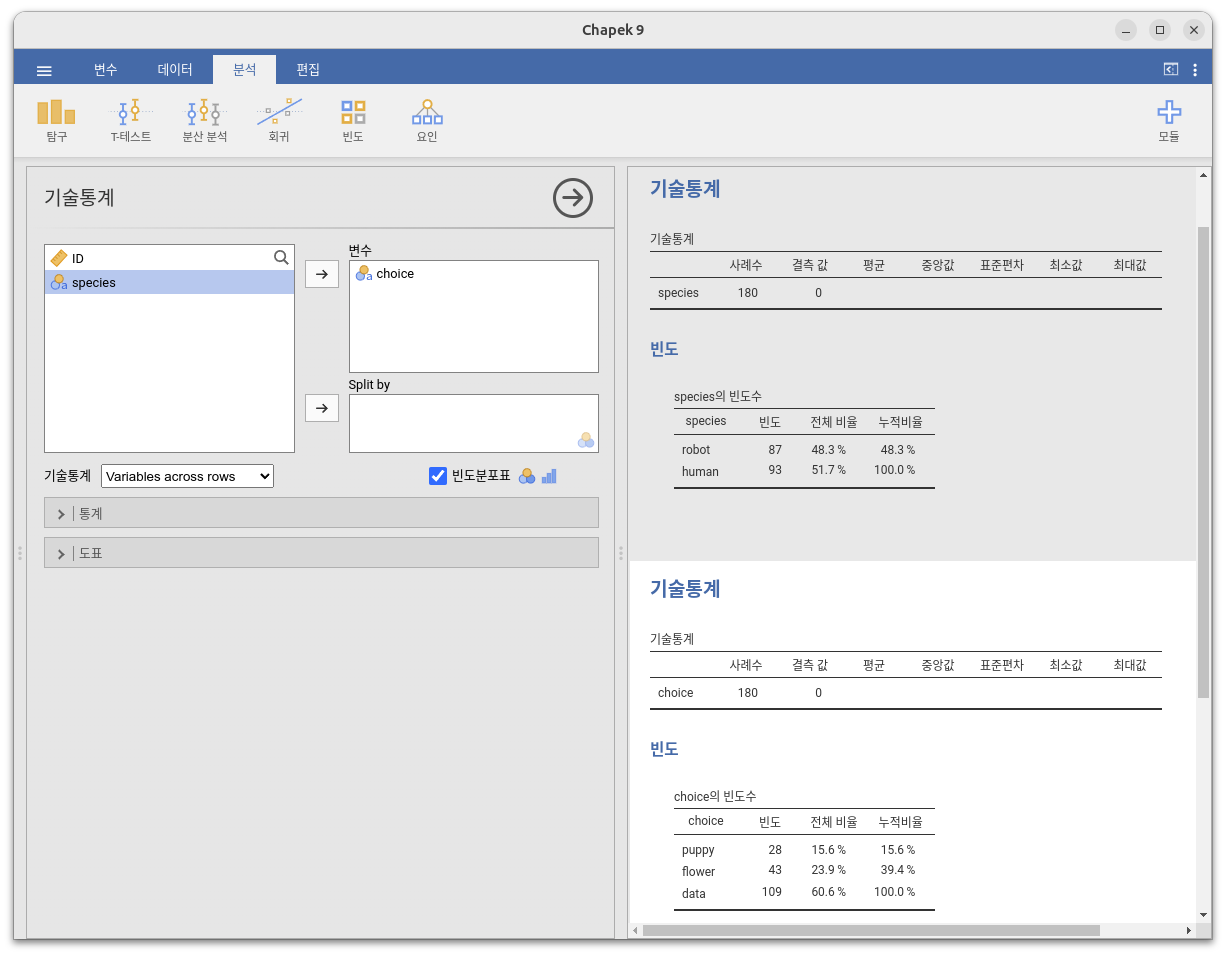 Chapek 9
변수 데이터 분석 편집
탐구 T-테스트 분산 분석 회귀 빈도 요인 모듈
기술통계
ID
species
변수
choice
Split by
기술통계 Variables across rows 빈도분포표
통계
도표
기술통계
기술통계
사례수 결측 값 평균 중앙값 표준편차 최소값 최대값
species 180 0
빈도
species의 빈도수
species 빈도 전체 비율 누적비율
robot 87 48.3 % 48.3 %
human 93 51.7 % 100.0 %
기술통계
기술통계
사례수 결측 값 평균 중앙값 표준편차 최소값 최대값
choice 180 0
빈도
choice의 빈도수
choice 빈도 전체 비율 누적비율
puppy 28 15.6 % 15.6 %
flower 43 23.9 % 39.4 %
data 109 60.6 % 100.0 %